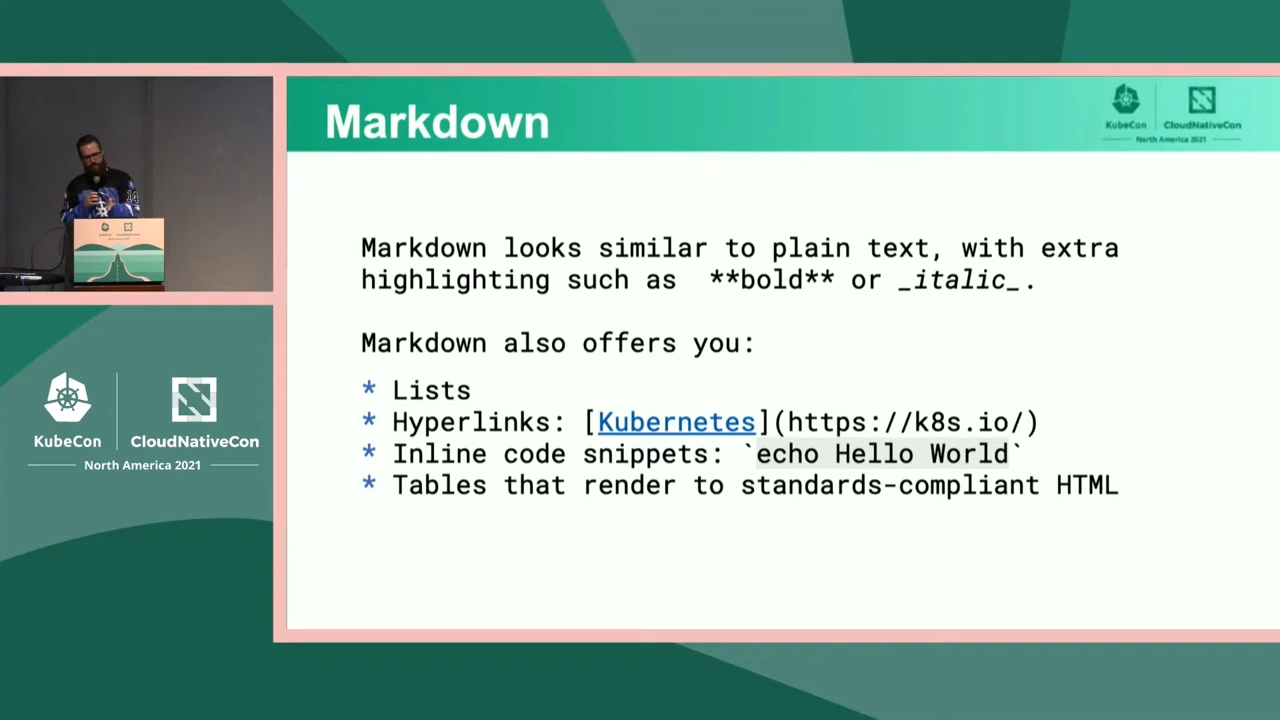 Markdown
KubeCon
CloudNativeCon
North America 2021
Markdown looks similar to plain text, with extra
highlighting such as  **bold** or _italic_.
Markdown also offers you:
* Lists
* Hyperlinks: [Kubernetes](https://k8s.io/)
* Inline code snippets: `echo Hello World`
* Tables that render to standards-compliant HTML
14
KubeCon
CloudNativeCon
North America 2021